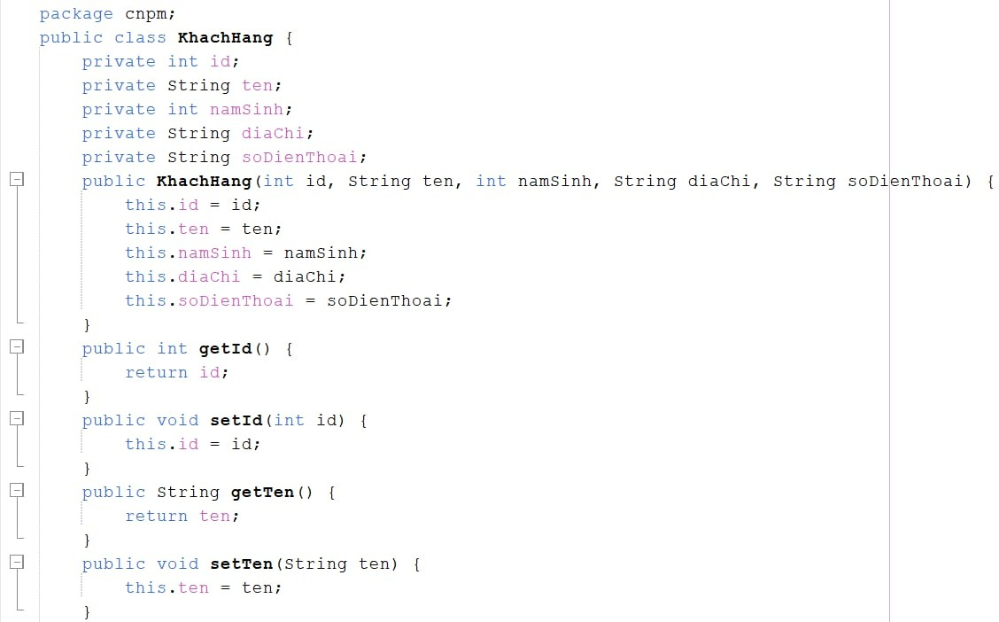 package cnpm;
public class KhachHang {
    private int id;
    private String ten;
    private int namSinh;
    private String diaChi;
    private String soDienThoai;
    public KhachHang(int id, String ten, int namSinh, String diaChi, String soDienThoai) {
        this.id = id;
        this.ten = ten;
        this.namSinh = namSinh;
        this.diaChi = diaChi;
        this.soDienThoai = soDienThoai;
    }
    public int getId() {
        return id;
    }
    public void setId(int id) {
        this.id = id;
    }
    public String getTen() {
        return ten;
    }
    public void setTen(String ten) {
        this.ten = ten;
    }